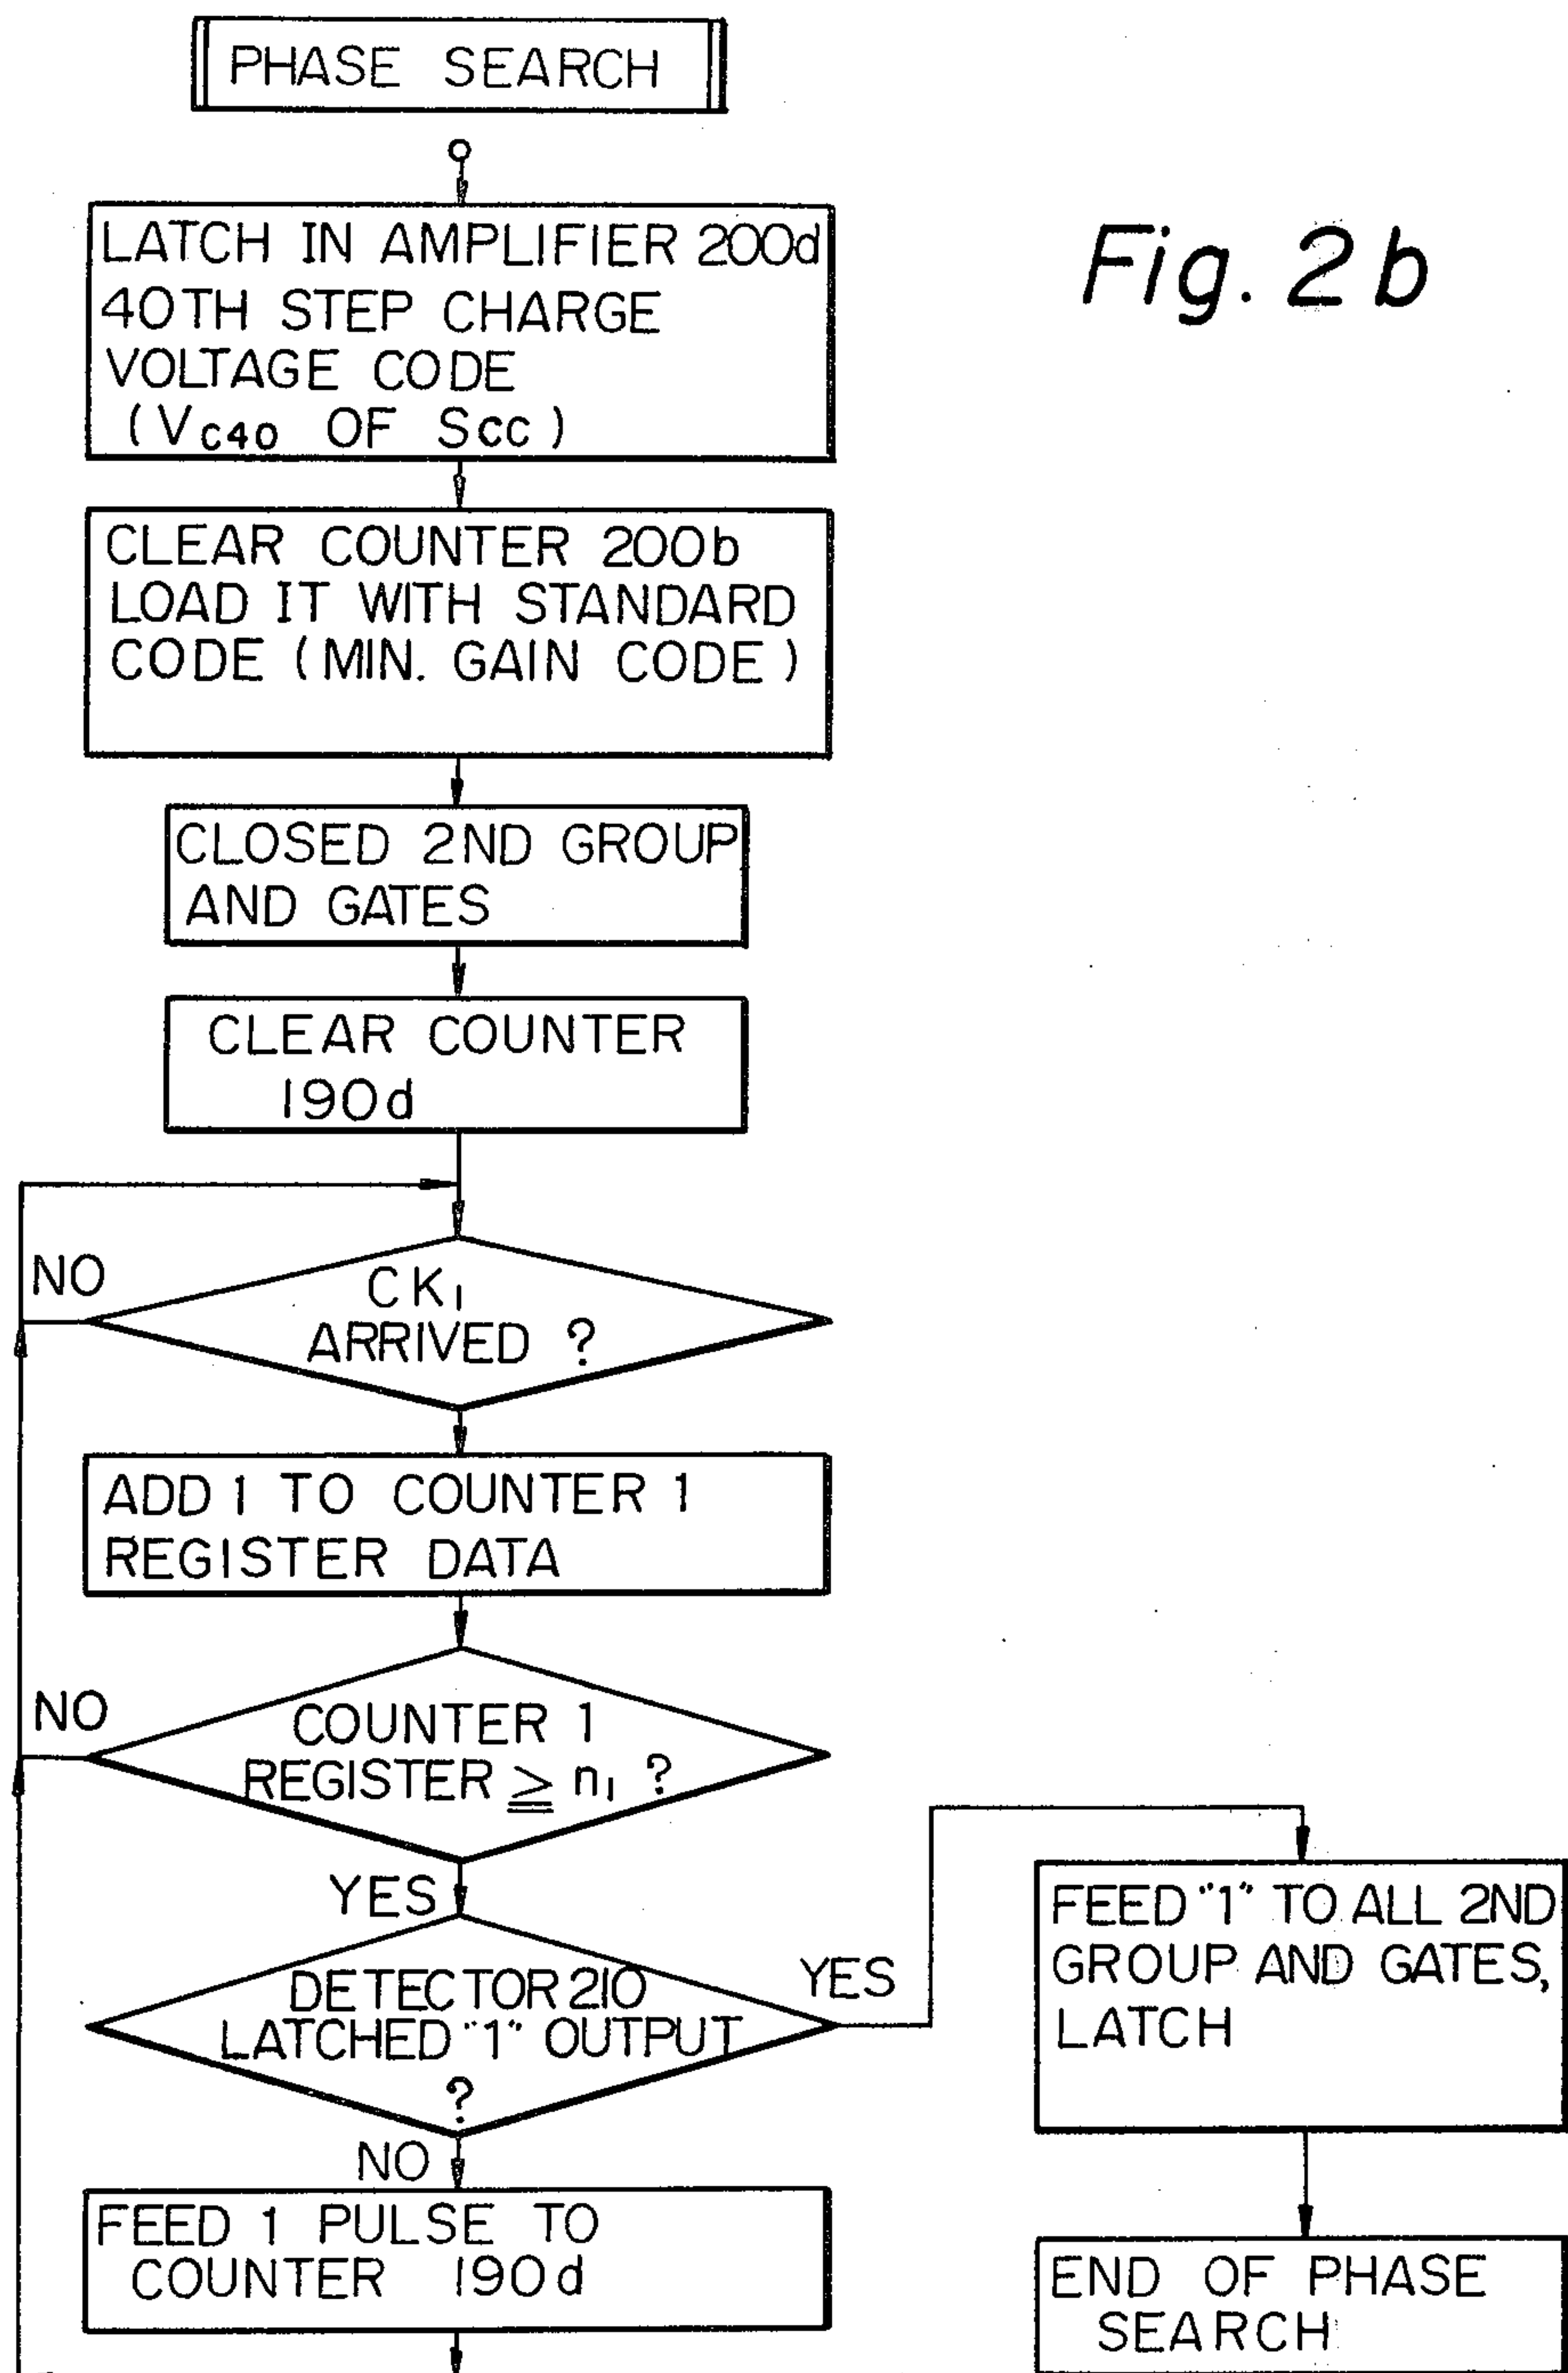 PHASE SEARCH
Fig. 2b
LATCH IN AMPLIFIER 200d
40TH STEP CHARGE
VOLTAGE CODE
(VC40 OF SCC)
CLEAR COUNTER 200b
LOAD IT WITH STANDARD
CODE (MIN. GAIN CODE)
CLOSED 2ND GROUP
AND GATES
CLEAR COUNTER
190d
NO
CK1
ARRIVED ?
ADD 1 TO COUNTER 1
REGISTER DATA
NO
COUNTER 1
REGISTER ≧ n1 ?
YES
DETECTOR 210
LATCHED "1" OUTPUT
?
YES
FEED "1" TO ALL 2ND
GROUP AND GATES,
LATCH
NO
FEED 1 PULSE TO
COUNTER 190d
END OF PHASE
SEARCH